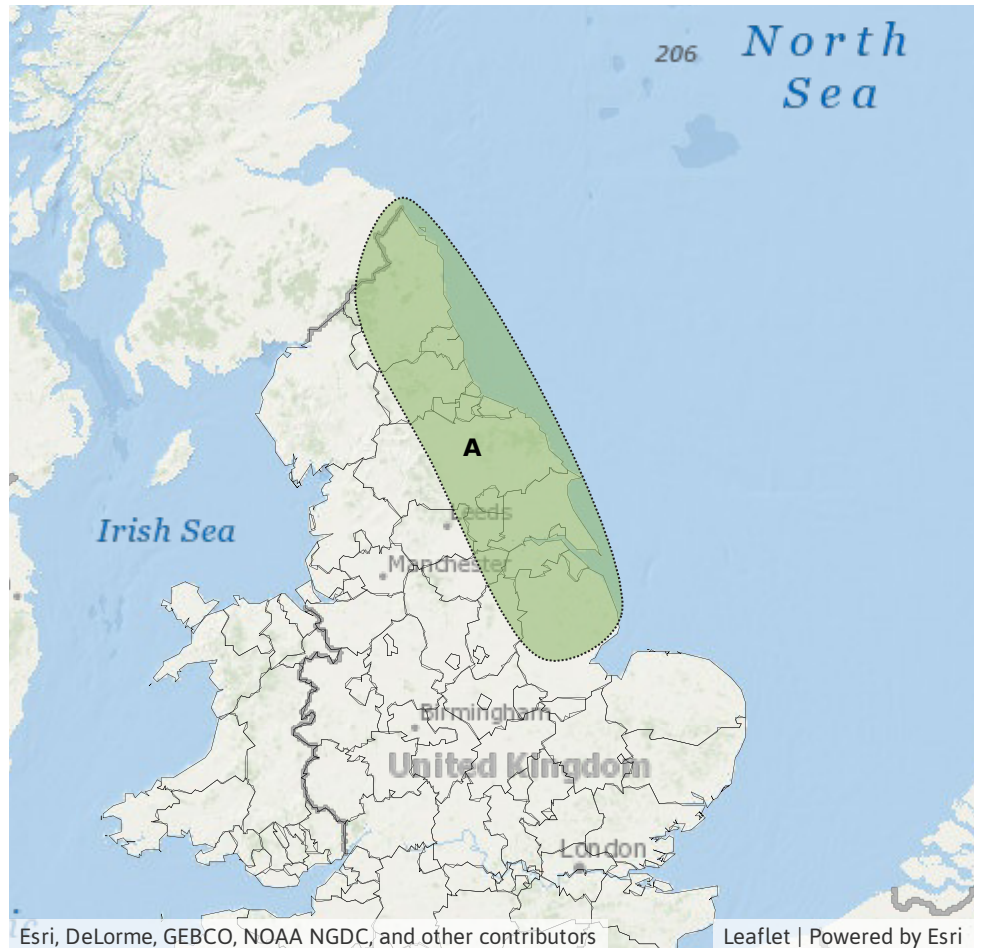 North
Sea
206
A
Leeds
Irish Sea
Manchester
Birmingham
United Kingdom
London
ic
Esri, DeLorme, GEBCO, NOAA NGDC, and other contributors
Leaflet | Powered by Esri